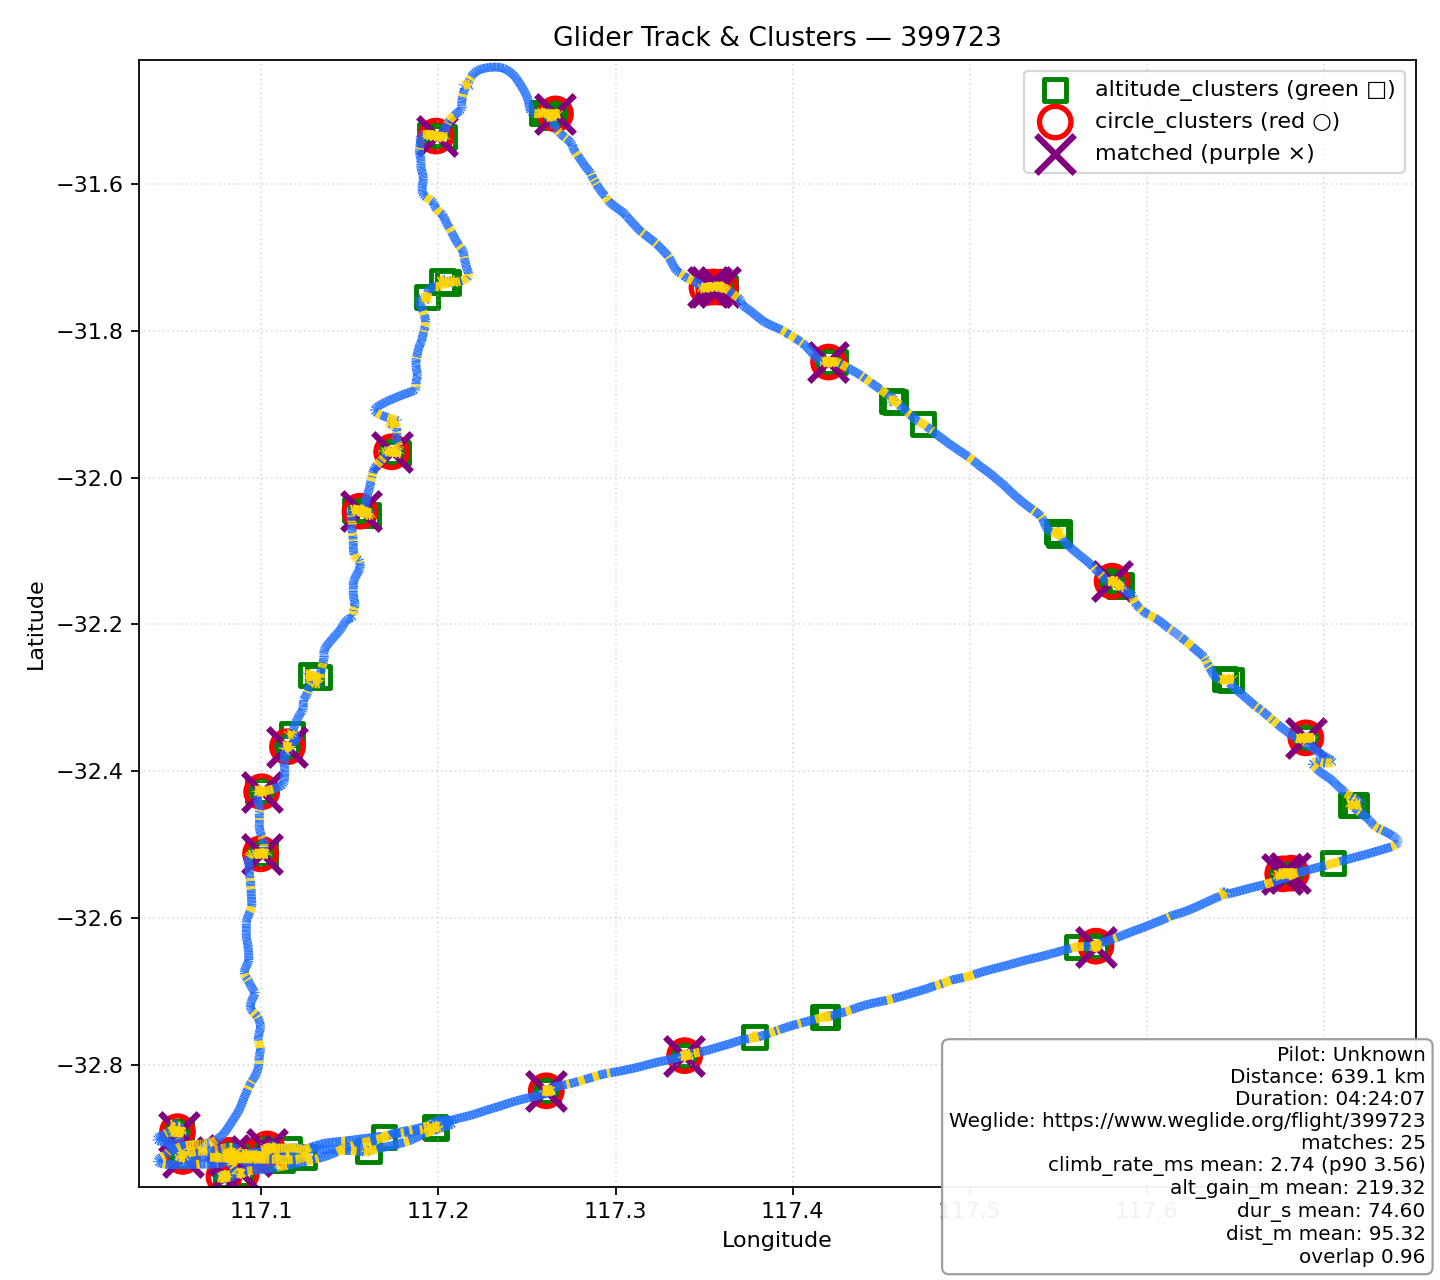 Glider Track & Clusters — 399723
altitude_clusters (green □)
circle_clusters (red ○)
matched (purple ×)
−31.6
−31.8
−32.0
−32.2
−32.4
−32.6
−32.8
Latitude
117.1
117.2
117.3
117.4
117.5
117.6
Longitude
Pilot: Unknown
Distance: 639.1 km
Duration: 04:24:07
Weglide: https://www.weglide.org/flight/399723
matches: 25
climb_rate_ms mean: 2.74 (p90 3.56)
alt_gain_m mean: 219.32
dur_s mean: 74.60
dist_m mean: 95.32
overlap 0.96